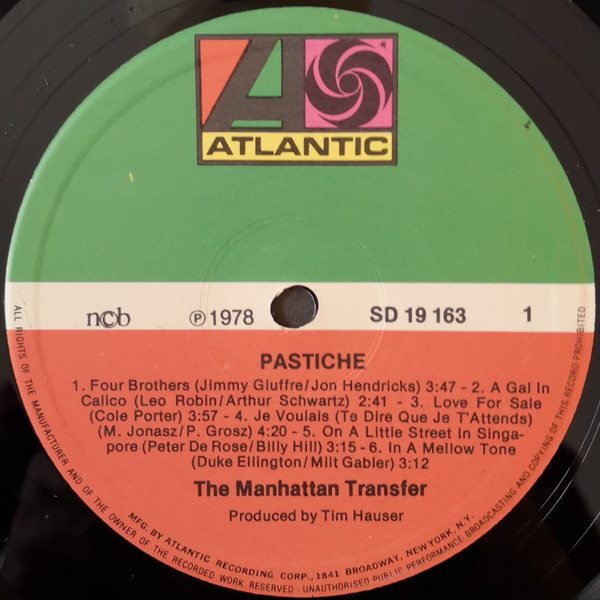 ATLANTIC
ncb
℗ 1978
SD 19 163
1
PASTICHE
1. Four Brothers (Jimmy Giuffre/Jon Hendricks) 3:47 - 2. A Gal In
Calico (Leo Robin/Arthur Schwartz) 2:41 - 3. Love For Sale
(Cole Porter) 3:57 - 4. Je Voulais (Te Dire Que Je T'Attends)
(M. Jonasz/P. Grosz) 4:20 - 5. On A Little Street In Singa-
pore (Peter De Rose/Billy Hill) 3:15 - 6. In A Mellow Tone
(Duke Ellington/Milt Gabler) 3:12
The Manhattan Transfer
Produced by Tim Hauser
MFG. BY ATLANTIC RECORDING CORP., 1841 BROADWAY, NEW YORK, N.Y.
ALL RIGHTS OF THE MANUFACTURER AND OF THE OWNER OF THE RECORDED WORK RESERVED - UNAUTHORISED PUBLIC PERFORMANCE BROADCASTING AND COPYING OF THIS RECORD PROHIBITED